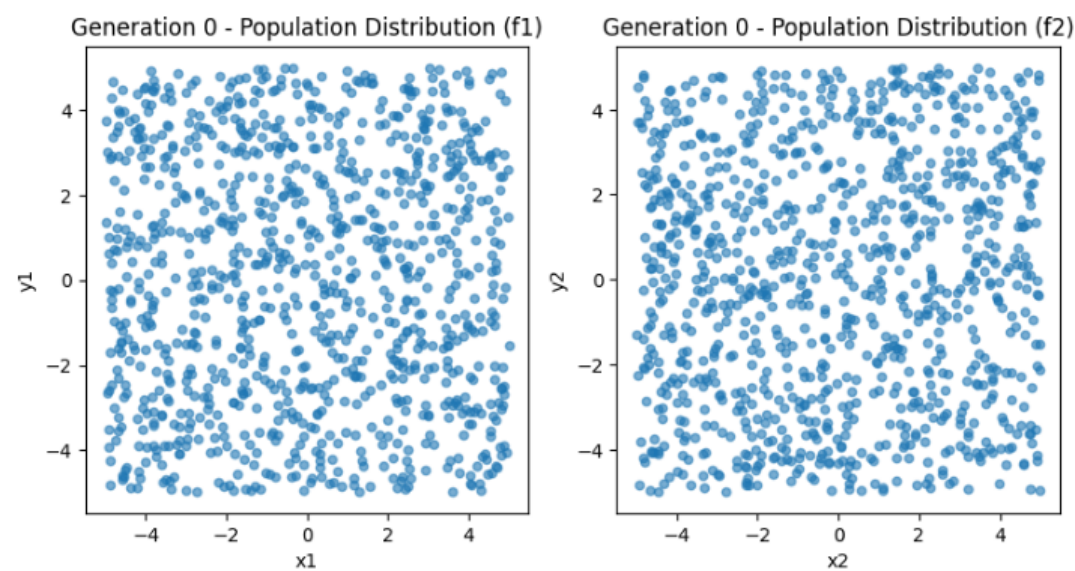 Generation 0 - Population Distribution (f1)
Generation 0 - Population Distribution (f2)
4
2
0
−2
−4
y1
−4 −2 0 2 4
x1
4
2
0
−2
−4
y2
−4 −2 0 2 4
x2